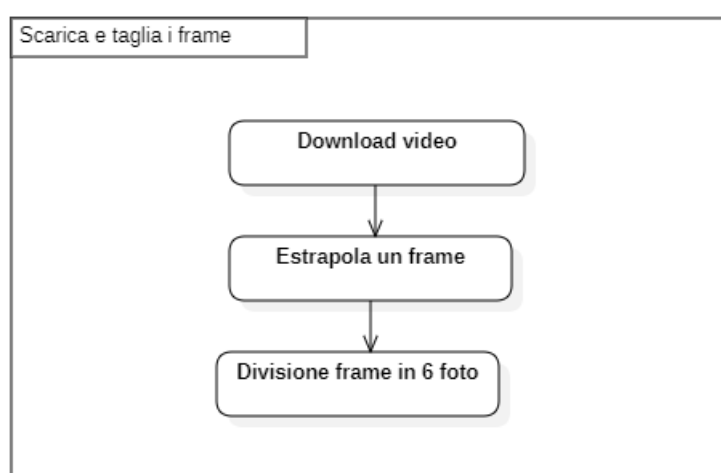 Scarica e taglia i frame
Download video
Estrapola un frame
Divisione frame in 6 foto